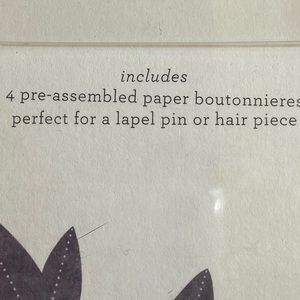 includes
4 pre-assembled paper boutonnieres
perfect for a lapel pin or hair piece